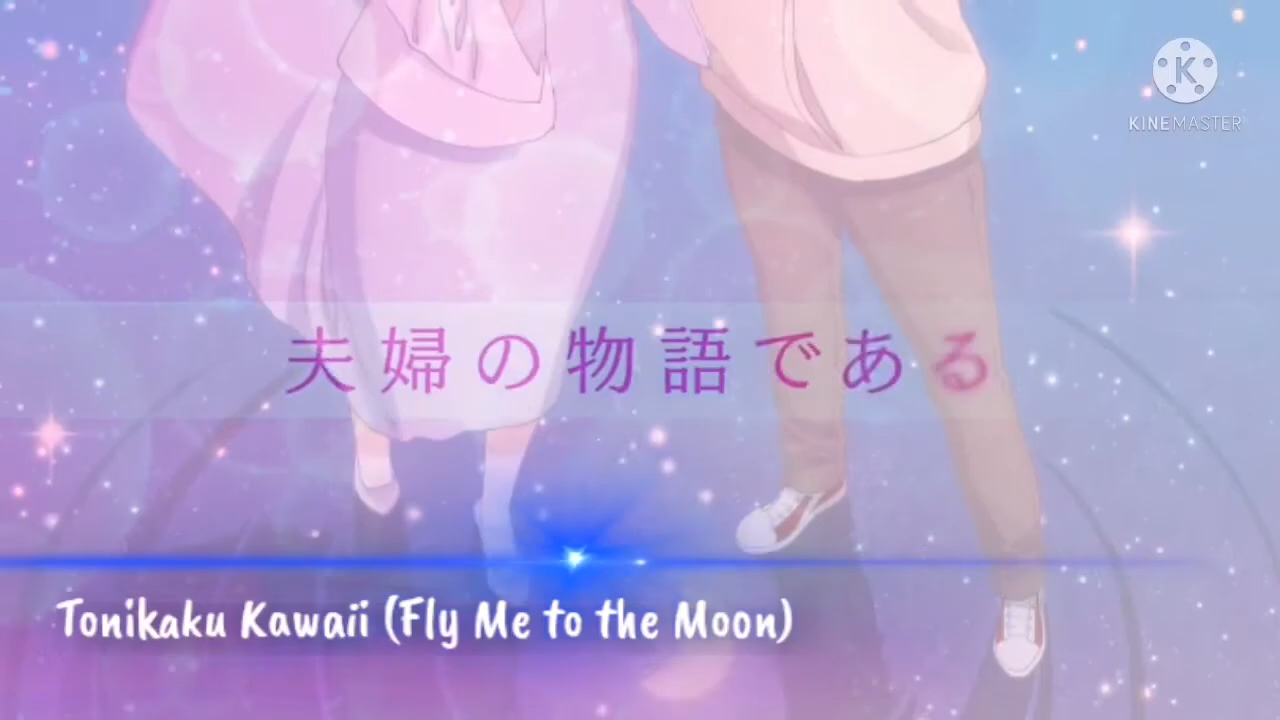 KINEMASTER
夫婦の物語である
Tonikaku Kawaii (Fly Me to the Moon)